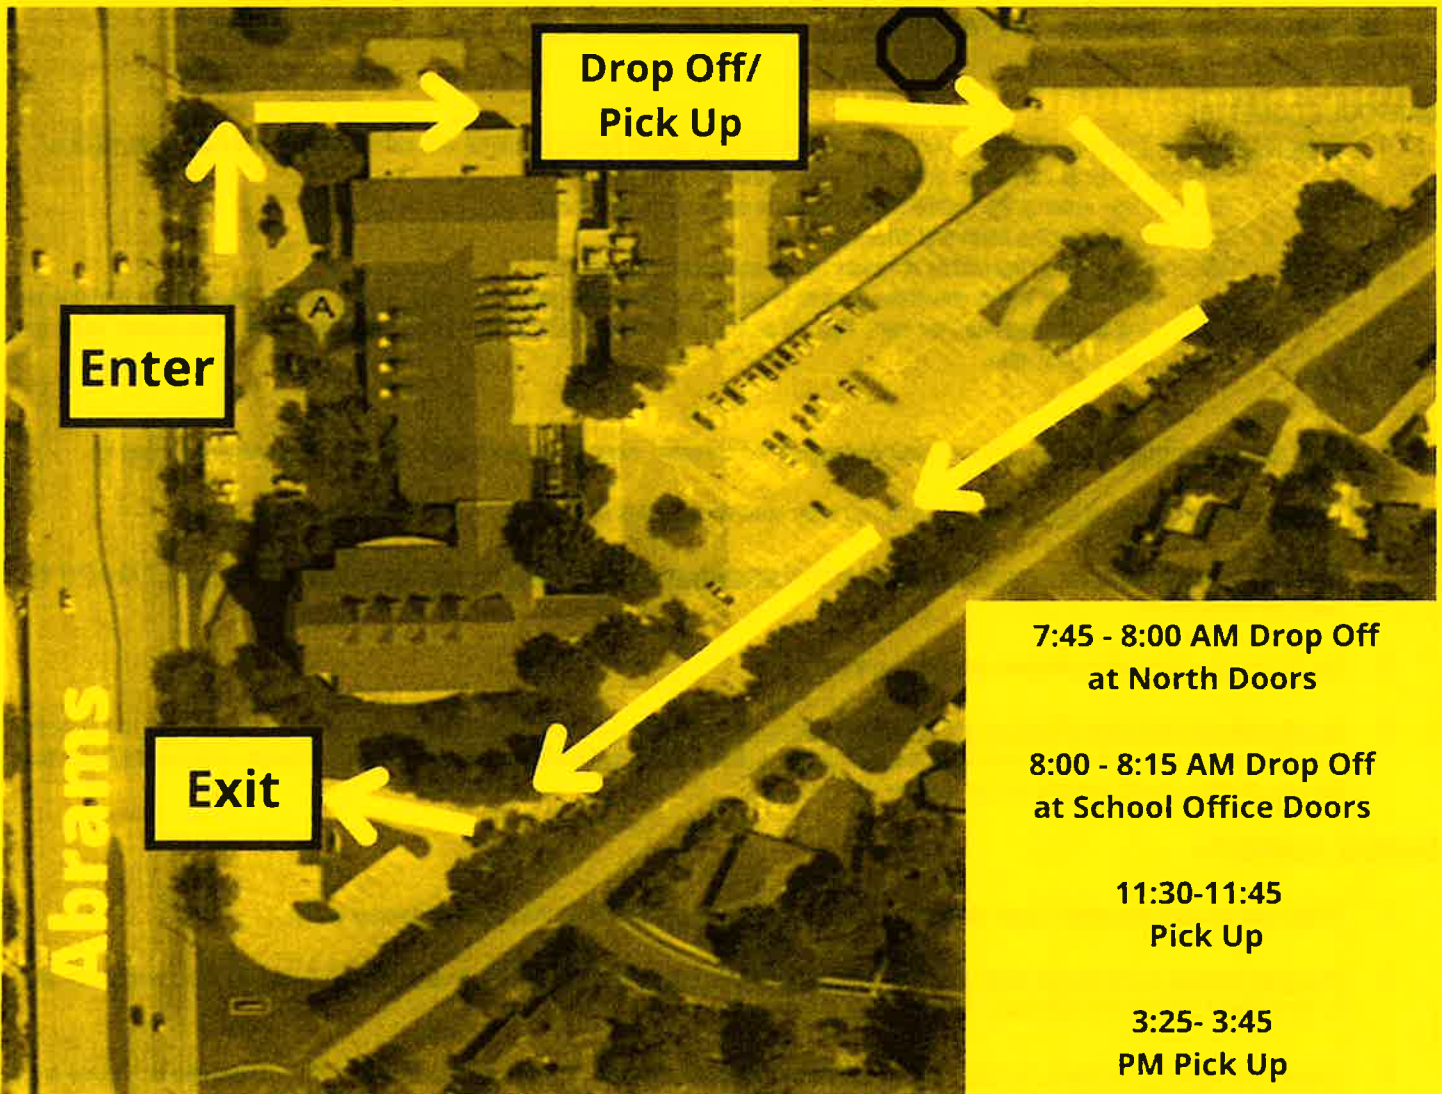 Drop Off/
Pick Up
A
Enter
Exit
Abrams
7:45 - 8:00 AM Drop Off
at North Doors
8:00 - 8:15 AM Drop Off
at School Office Doors
11:30-11:45
Pick Up
3:25- 3:45
PM Pick Up